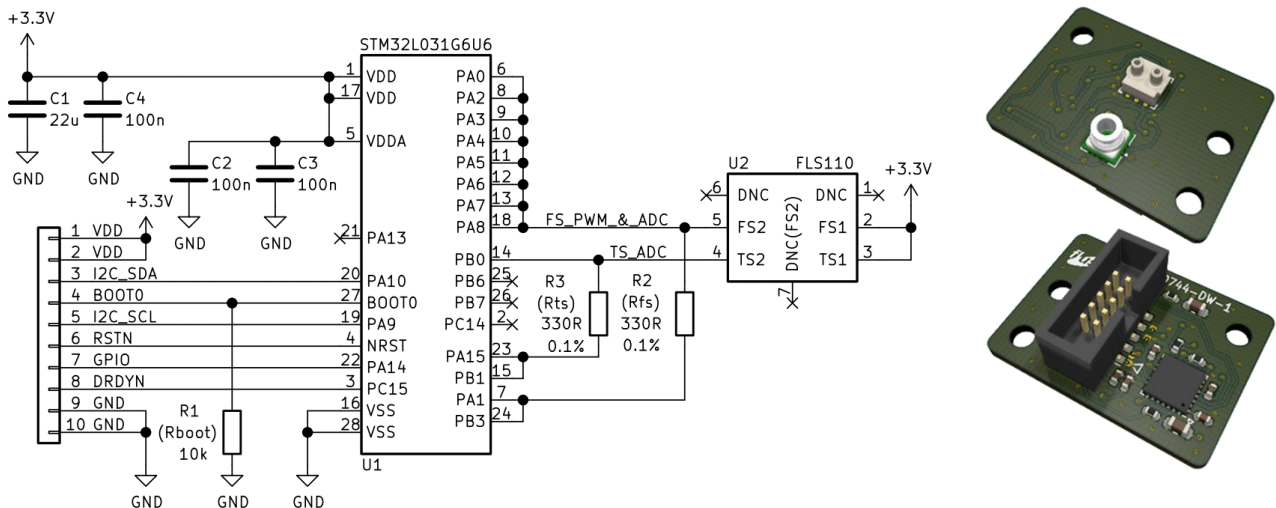 +3.3V
STM32L031G6U6
1 VDD PA0 6
17 VDD PA2 8
PA3 9
5 VDDA PA4 10
PA5 11
PA6 12
PA7 13
PA8 18
C1 22u
C4 100n
GND GND
C2 100n
C3 100n
GND GND
+3.3V
1 VDD
2 VDD
3 I2C_SDA
4 BOOT0
5 I2C_SCL
6 RSTN
7 GPIO
8 DRDYN
9 GND
10 GND
GND
R1
(Rboot)
10k
GND
GND
21 PA13
20 PA10
27 BOOT0
19 PA9
4 NRST
22 PA14
3 PC15
16 VSS
28 VSS
PB0 14
PB6 25
PB7 26
PC14 2
PA15 23
PB1 15
PA1 7
PB3 24
U1
FS_PWM_&_ADC
TS_ADC
R3
(Rts)
330R
0.1%
R2
(Rfs)
330R
0.1%
U2 FLS110
6 DNC DNC 1
5 FS2 FS1 2
4 TS2 TS1 3
DNC(FS2)
7
+3.3V
0744-DW-1